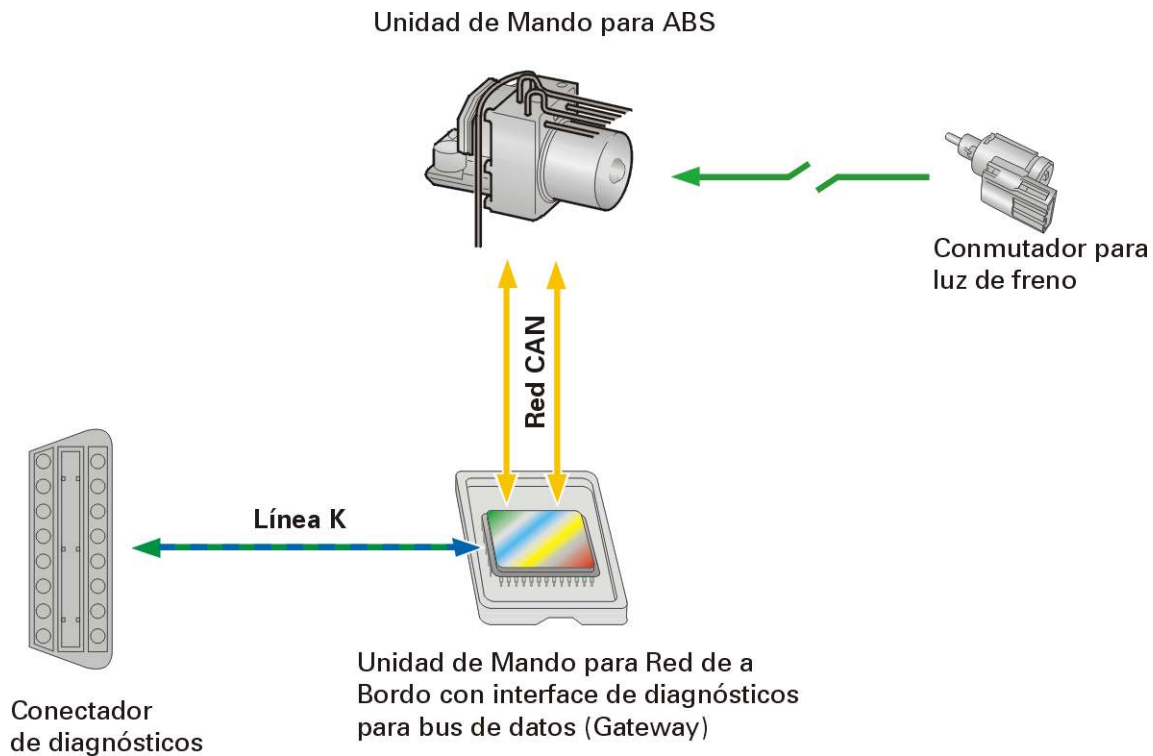 Unidad de Mando para ABS
Conmutador para
luz de freno
Red CAN
Línea K
Unidad de Mando para Red de a
Bordo con interface de diagnósticos
para bus de datos (Gateway)
Conectador
de diagnósticos